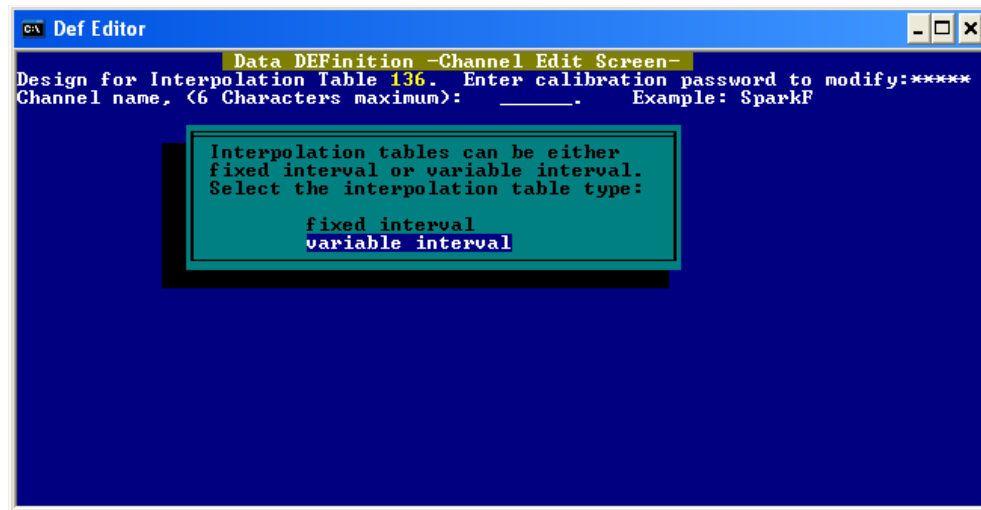 Def Editor
Data DEFinition -Channel Edit Screen-
Design for Interpolation Table 136. Enter calibration password to modify:*****
Channel name, (6 Characters maximum): ______. Example: SparkF
Interpolation tables can be either
fixed interval or variable interval.
Select the interpolation table type:
fixed interval
variable interval